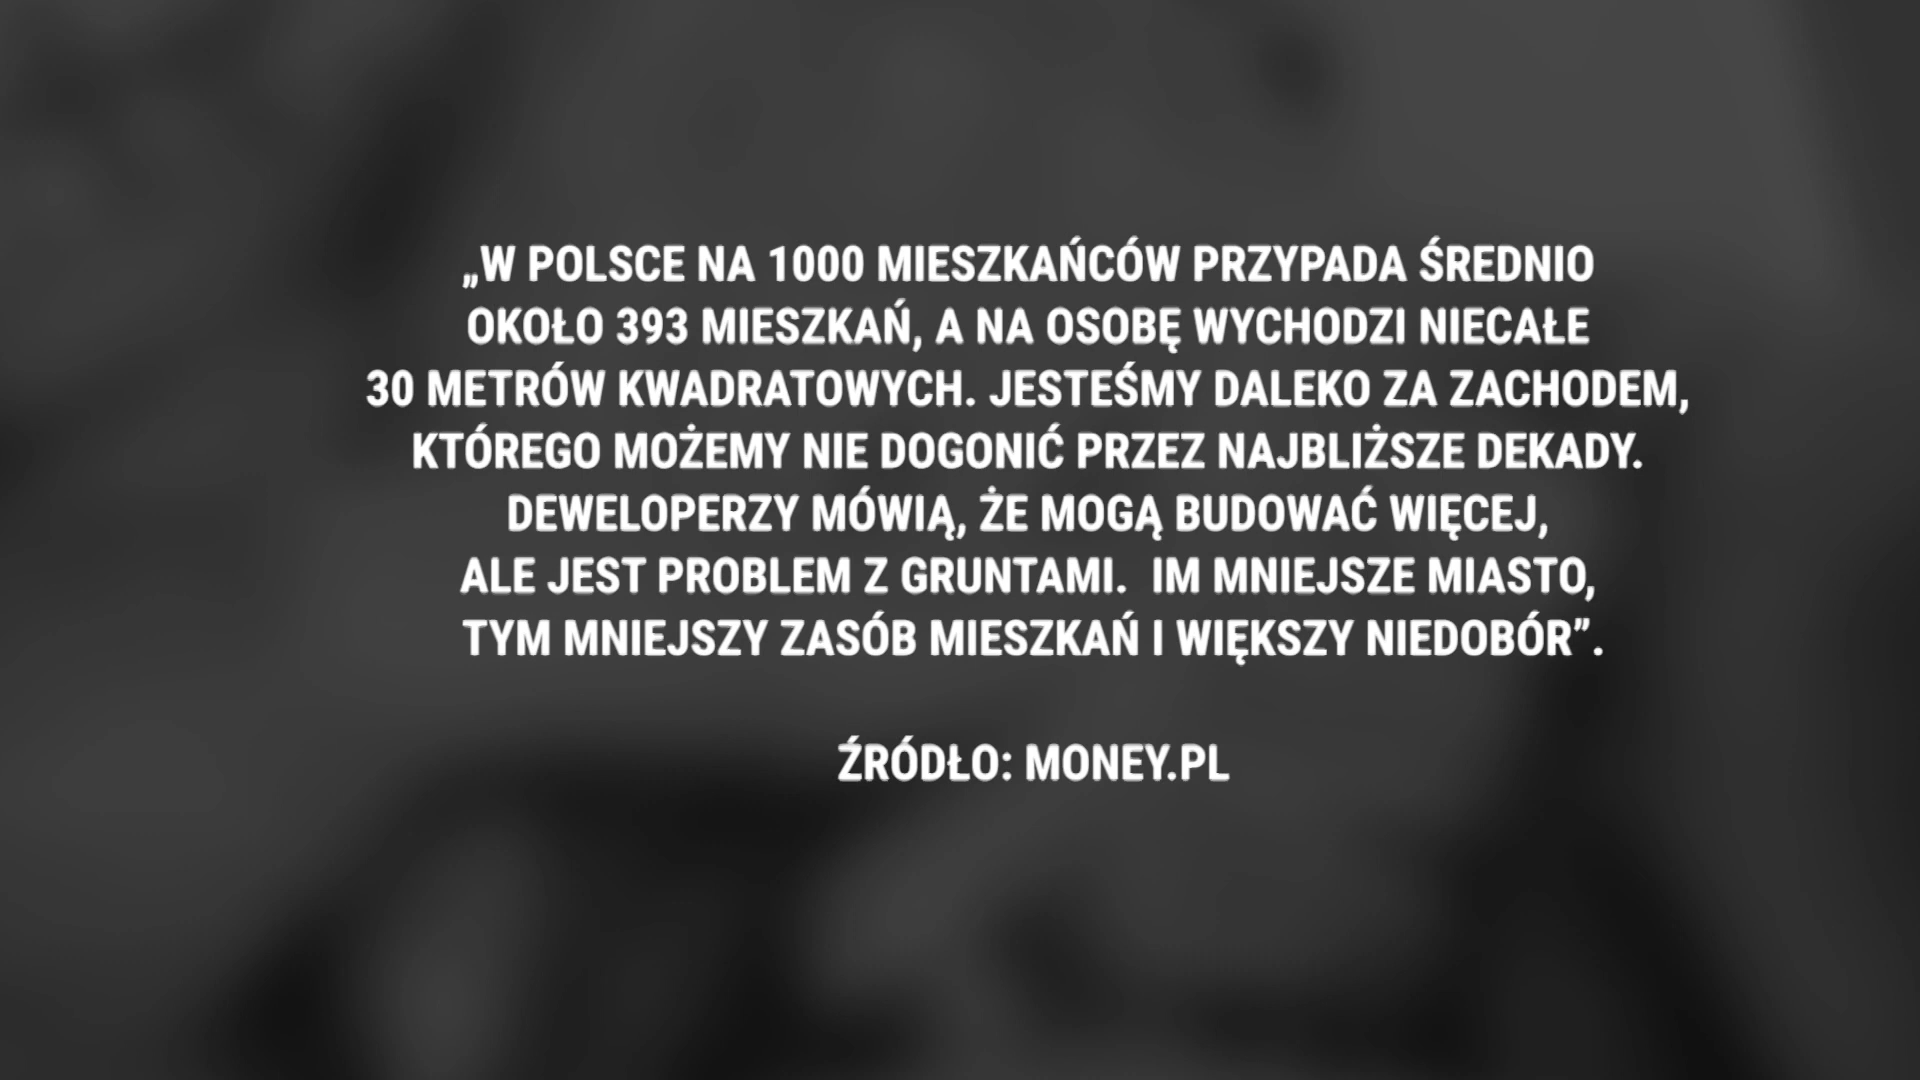 „W POLSCE NA 1000 MIESZKAŃCÓW PRZYPADA ŚREDNIO
OKOŁO 393 MIESZKAŃ, A NA OSOBĘ WYCHODZI NIECAŁE
30 METRÓW KWADRATOWYCH. JESTEŚMY DALEKO ZA ZACHODEM,
KTÓREGO MOŻEMY NIE DOGONIĆ PRZEZ NAJBLIŻSZE DEKADY.
DEWELOPERZY MÓWIĄ, ŻE MOGĄ BUDOWAĆ WIĘCEJ,
ALE JEST PROBLEM Z GRUNTAMI.  IM MNIEJSZE MIASTO,
TYM MNIEJSZY ZASÓB MIESZKAŃ I WIĘKSZY NIEDOBÓR”.
ŹRÓDŁO: MONEY.PL